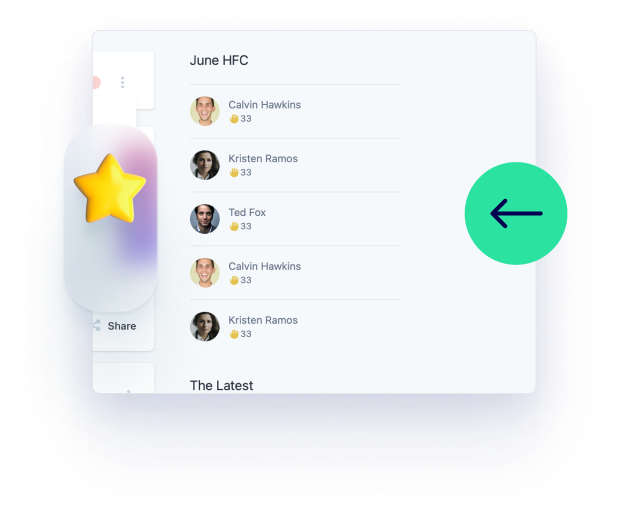 June HFC
Calvin Hawkins
33
Kristen Ramos
33
Ted Fox
33
Calvin Hawkins
33
Kristen Ramos
33
Share
The Latest